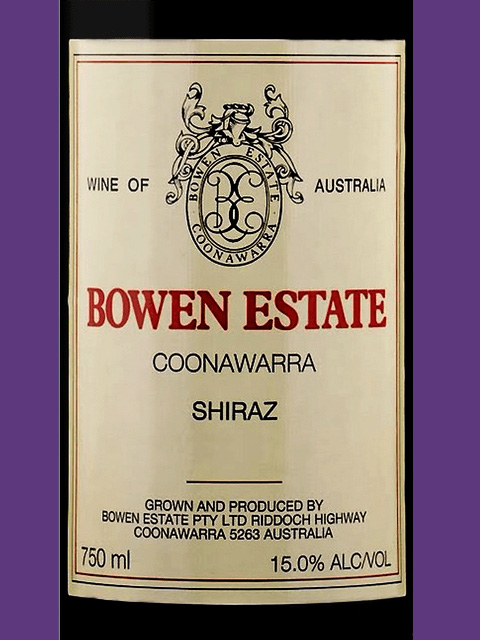 BOWEN ESTATE
COONAWARRA
WINE OF AUSTRALIA
BOWEN ESTATE
COONAWARRA
SHIRAZ
GROWN AND PRODUCED BY
BOWEN ESTATE PTY LTD RIDDOCH HIGHWAY
COONAWARRA 5263 AUSTRALIA
750 ml 15.0% ALC/VOL